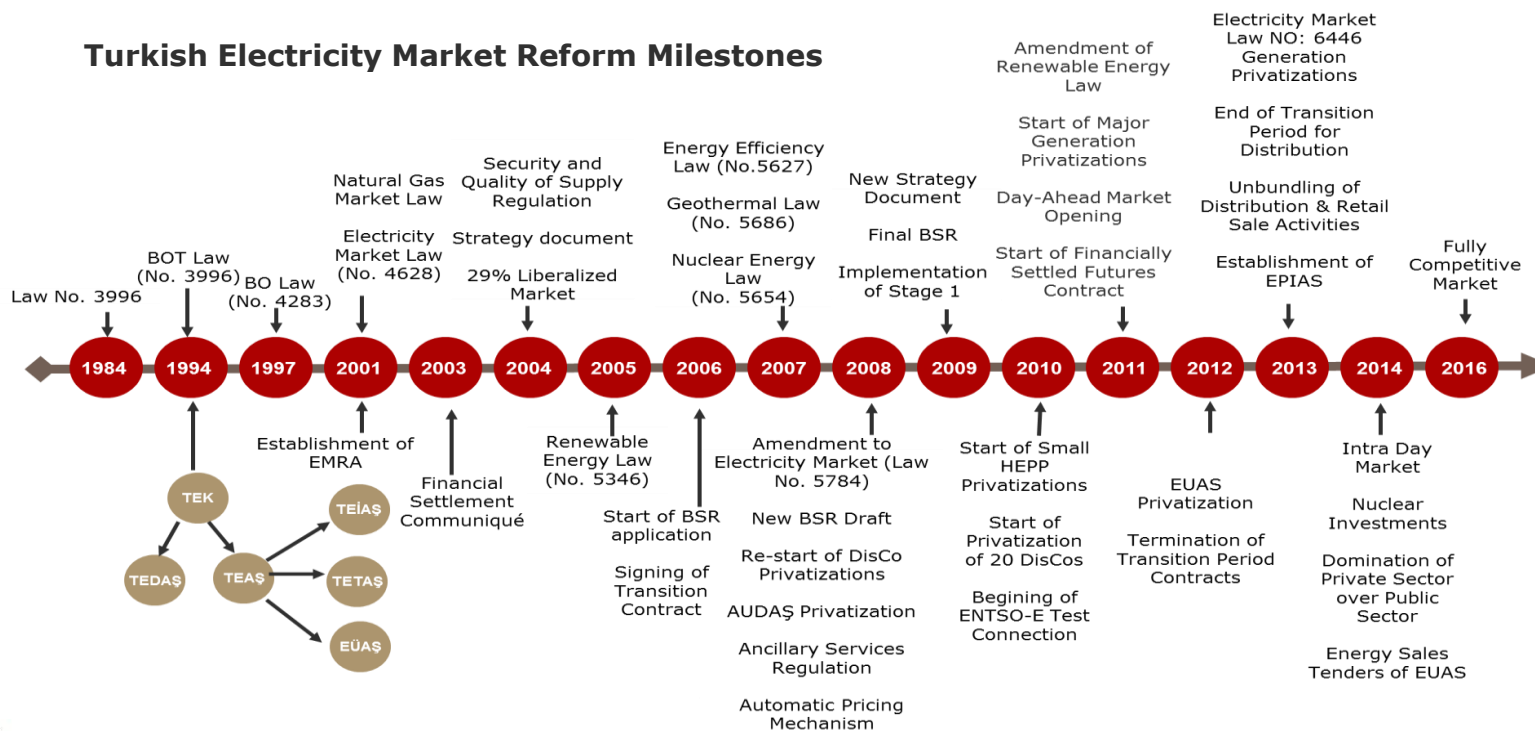 Turkish Electricity Market Reform Milestones
Law No. 3996
BOT Law
(No. 3996)
BO Law
(No. 4283)
Natural Gas
Market Law
Electricity
Market Law
(No. 4628)
Security and
Quality of Supply
Regulation
Strategy document
29% Liberalized
Market
Energy Efficiency
Law (No.5627)
Geothermal Law
(No. 5686)
Nuclear Energy
Law
(No. 5654)
New Strategy
Document
Final BSR
Implementation
of Stage 1
Amendment of
Renewable Energy
Law
Start of Major
Generation
Privatizations
Day-Ahead Market
Opening
Start of Financially
Settled Futures
Contract
Electricity Market
Law NO: 6446
Generation
Privatizations
End of Transition
Period for
Distribution
Unbundling of
Distribution & Retail
Sale Activities
Establishment of
EPIAS
Fully
Competitive
Market
1984
1994
1997
2001
2003
2004
2005
2006
2007
2008
2009
2010
2011
2012
2013
2014
2016
TEK
TEDAŞ
TEAŞ
TEİAŞ
TETAŞ
EÜAŞ
Establishment of
EMRA
Financial
Settlement
Communiqué
Renewable
Energy Law
(No. 5346)
Start of BSR
application
Signing of
Transition
Contract
Amendment to
Electricity Market (Law
No. 5784)
New BSR Draft
Re-start of DisCo
Privatizations
AUDAŞ Privatization
Ancillary Services
Regulation
Automatic Pricing
Mechanism
Start of Small
HEPP
Privatizations
Start of
Privatization
of 20 DisCos
Begining of
ENTSO-E Test
Connection
EUAS
Privatization
Termination of
Transition Period
Contracts
Intra Day
Market
Nuclear
Investments
Domination of
Private Sector
over Public
Sector
Energy Sales
Tenders of EUAS